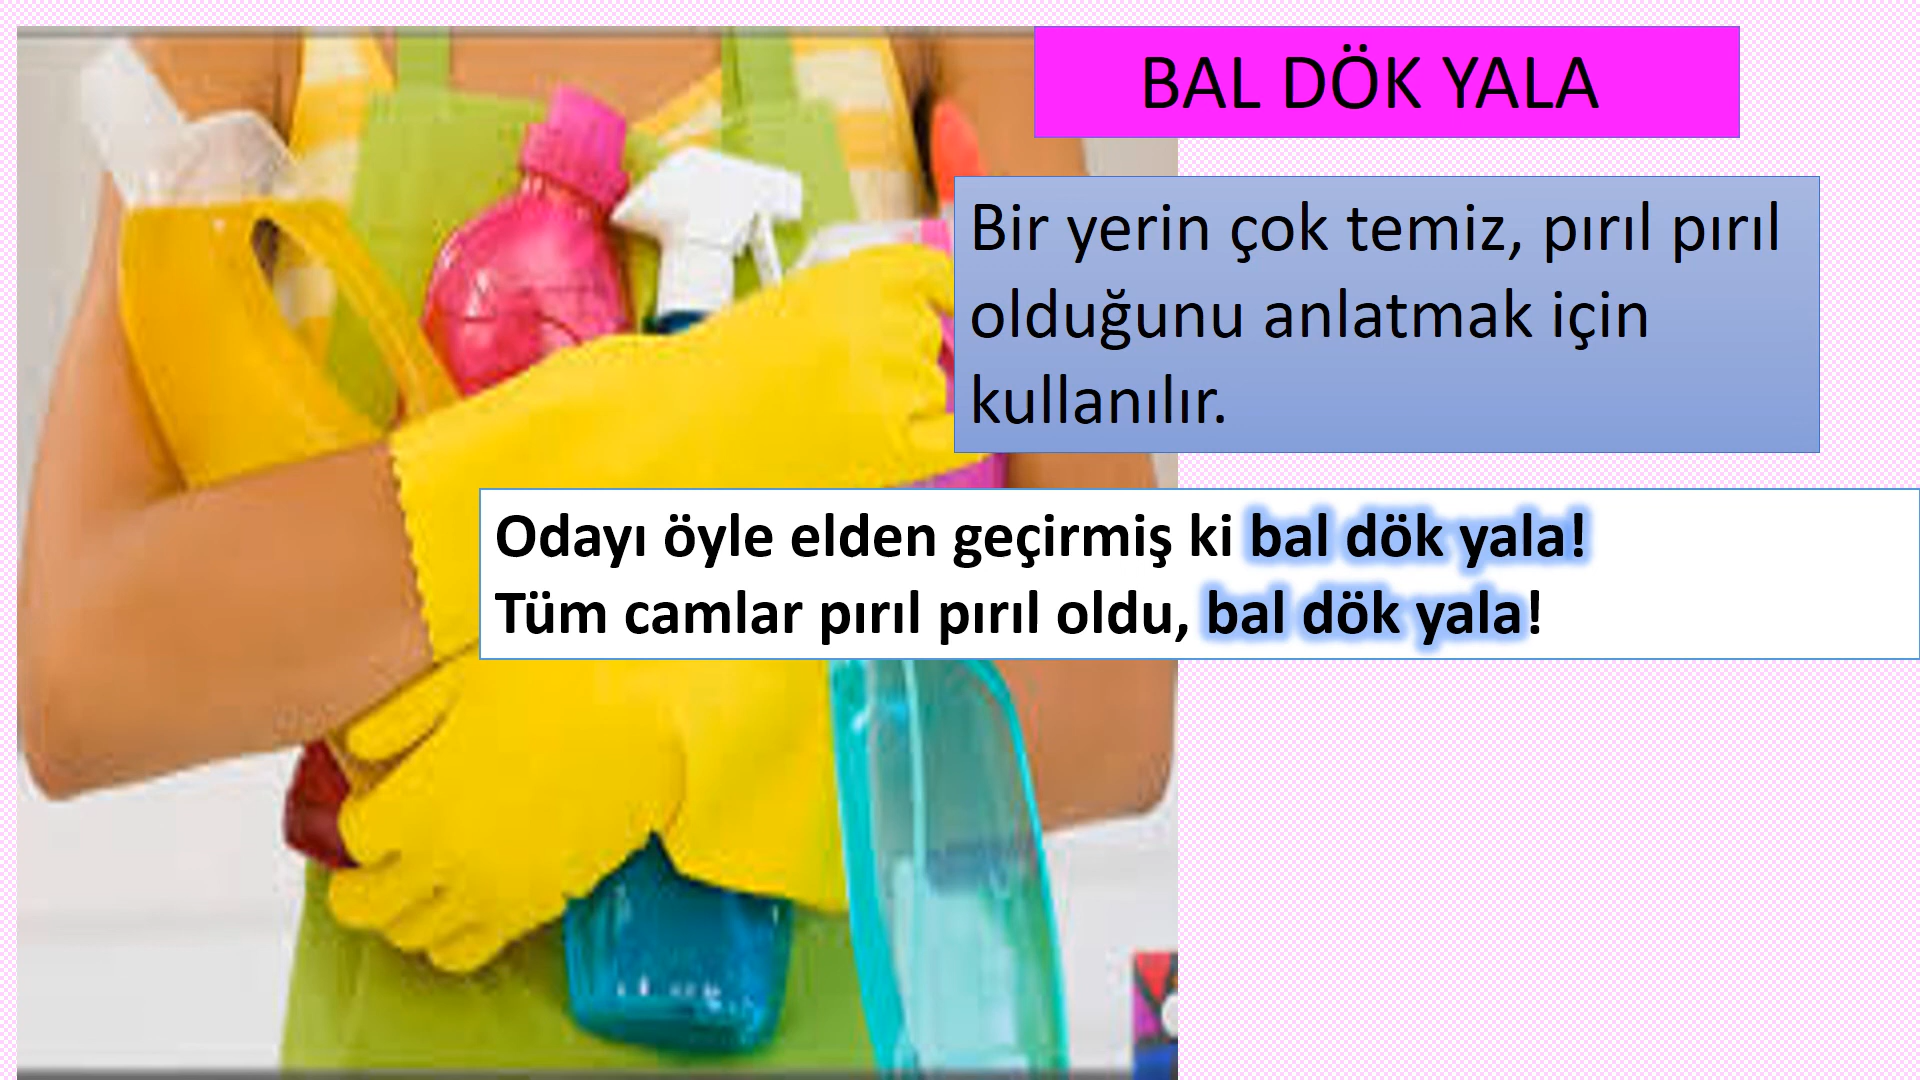 BAL DÖK YALA
Bir yerin çok temiz, pırıl pırıl
olduğunu anlatmak için
kullanılır.
Odayı öyle elden geçirmiş ki bal dök yala!
Tüm camlar pırıl pırıl oldu, bal dök yala!